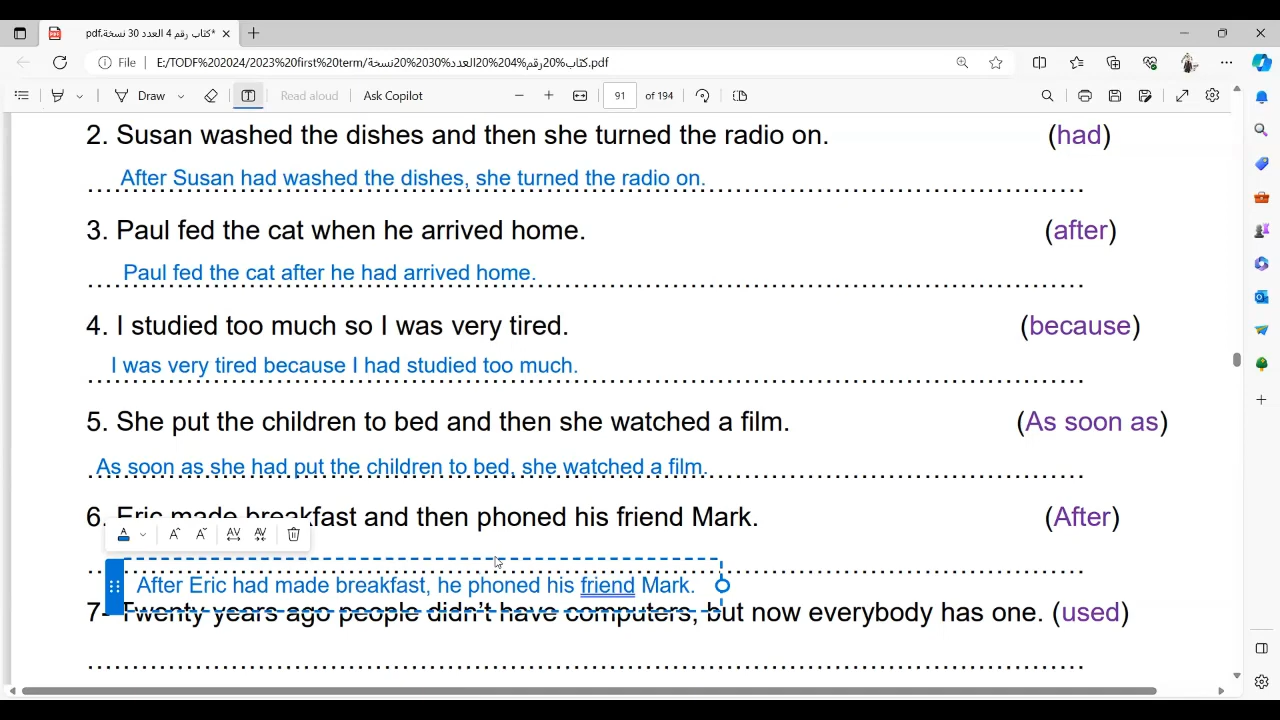 *كتاب رقم 4 العدد 30 نسخة.pdf
File
E:/TODF%202024/2023%20first%20term/كتاب%20رقم%204%20العدد%2030%20نسخة.pdf
Draw
Read aloud
Ask Copilot
91
of 194
2. Susan washed the dishes and then she turned the radio on. (had)
After Susan had washed the dishes, she turned the radio on.
3. Paul fed the cat when he arrived home. (after)
Paul fed the cat after he had arrived home.
4. I studied too much so I was very tired. (because)
I was very tired because I had studied too much.
5. She put the children to bed and then she watched a film. (As soon as)
As soon as she had put the children to bed, she watched a film.
6. Eric made breakfast and then phoned his friend Mark. (After)
After Eric had made breakfast, he phoned his friend Mark.
7- Twenty years ago people didn't have computers, but now everybody has one. (used)